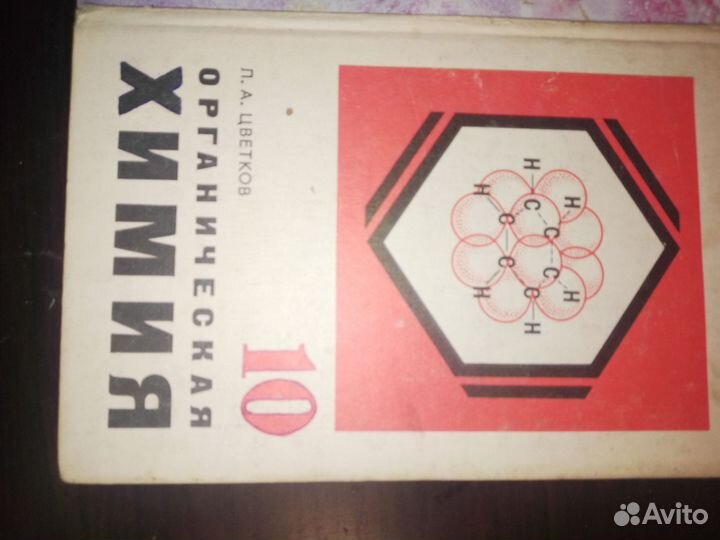 H H
C C
H C C H
C C
H H
Л. А. ЦВЕТКОВ
10
ОРГАНИЧЕСКАЯ
ХИМИЯ
Avito